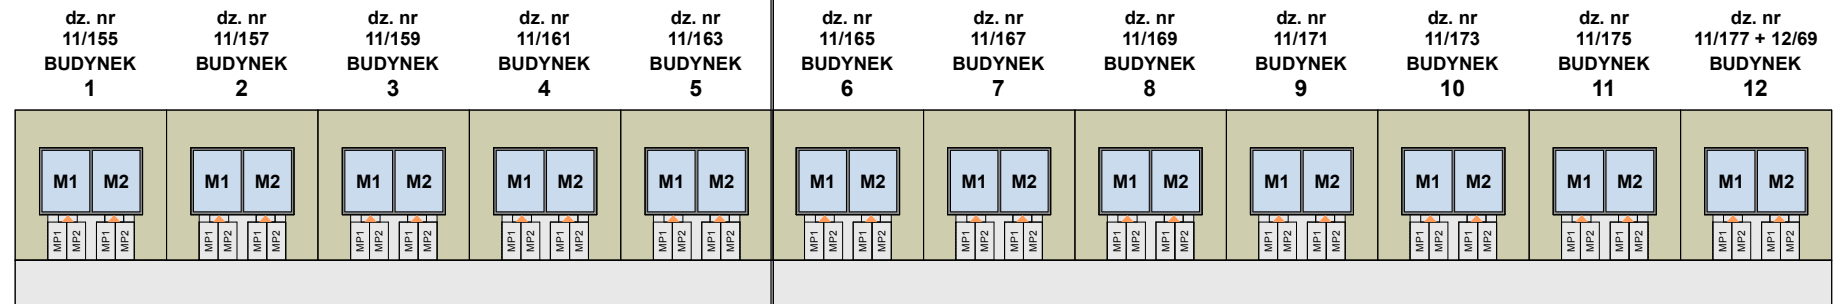 dz. nr
11/155
BUDYNEK
1
dz. nr
11/157
BUDYNEK
2
dz. nr
11/159
BUDYNEK
3
dz. nr
11/161
BUDYNEK
4
dz. nr
11/163
BUDYNEK
5
dz. nr
11/165
BUDYNEK
6
dz. nr
11/167
BUDYNEK
7
dz. nr
11/169
BUDYNEK
8
dz. nr
11/171
BUDYNEK
9
dz. nr
11/173
BUDYNEK
10
dz. nr
11/175
BUDYNEK
11
dz. nr
11/177 + 12/69
BUDYNEK
12
M1 M2 M1 M2 M1 M2 M1 M2 M1 M2 M1 M2 M1 M2 M1 M2 M1 M2 M1 M2 M1 M2 M1 M2
MP1 MP2 MP1 MP2 MP1 MP2 MP1 MP2 MP1 MP2 MP1 MP2 MP1 MP2 MP1 MP2 MP1 MP2 MP1 MP2 MP1 MP2 MP1 MP2 MP1 MP2 MP1 MP2 MP1 MP2 MP1 MP2 MP1 MP2 MP1 MP2 MP1 MP2 MP1 MP2 MP1 MP2 MP1 MP2 MP1 MP2 MP1 MP2